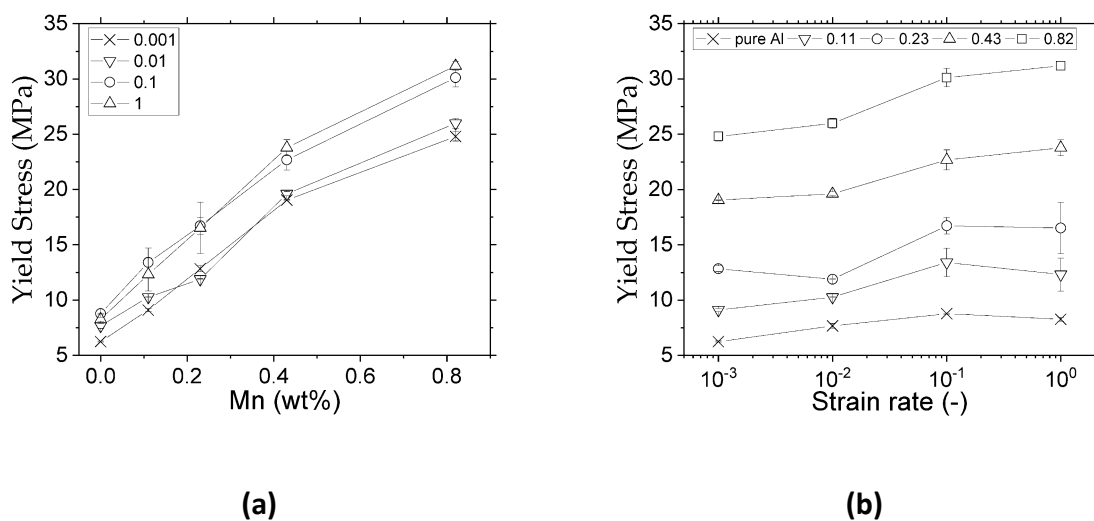 35
30
25
20
15
10
5
Yield Stress (MPa)
0.001
0.01
0.1
1
0.0 0.2 0.4 0.6 0.8
Mn (wt%)
(a)
35
30
25
20
15
10
5
Yield Stress (MPa)
pure Al 0.11 0.23 0.43 0.82
10⁻³ 10⁻² 10⁻¹ 10⁰
Strain rate (-)
(b)